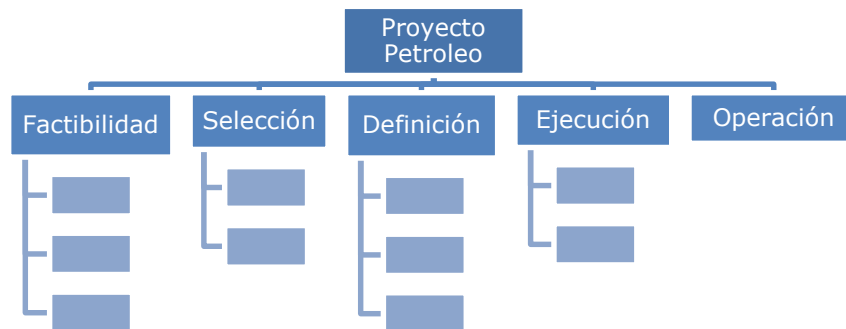 Proyecto
Petroleo
Factibilidad
Selección
Definición
Ejecución
Operación